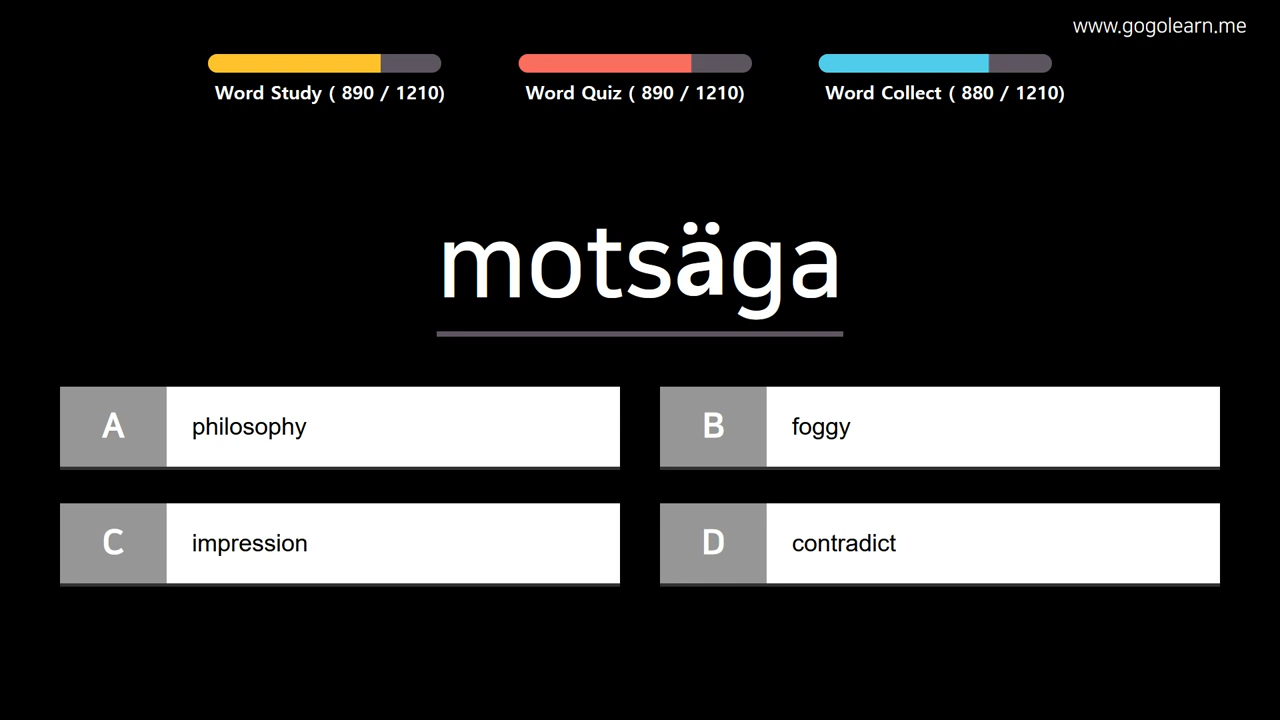 www.gogolearn.me
Word Study ( 890 / 1210)
Word Quiz ( 890 / 1210)
Word Collect ( 880 / 1210)
motsäga
A philosophy
B foggy
C impression
D contradict